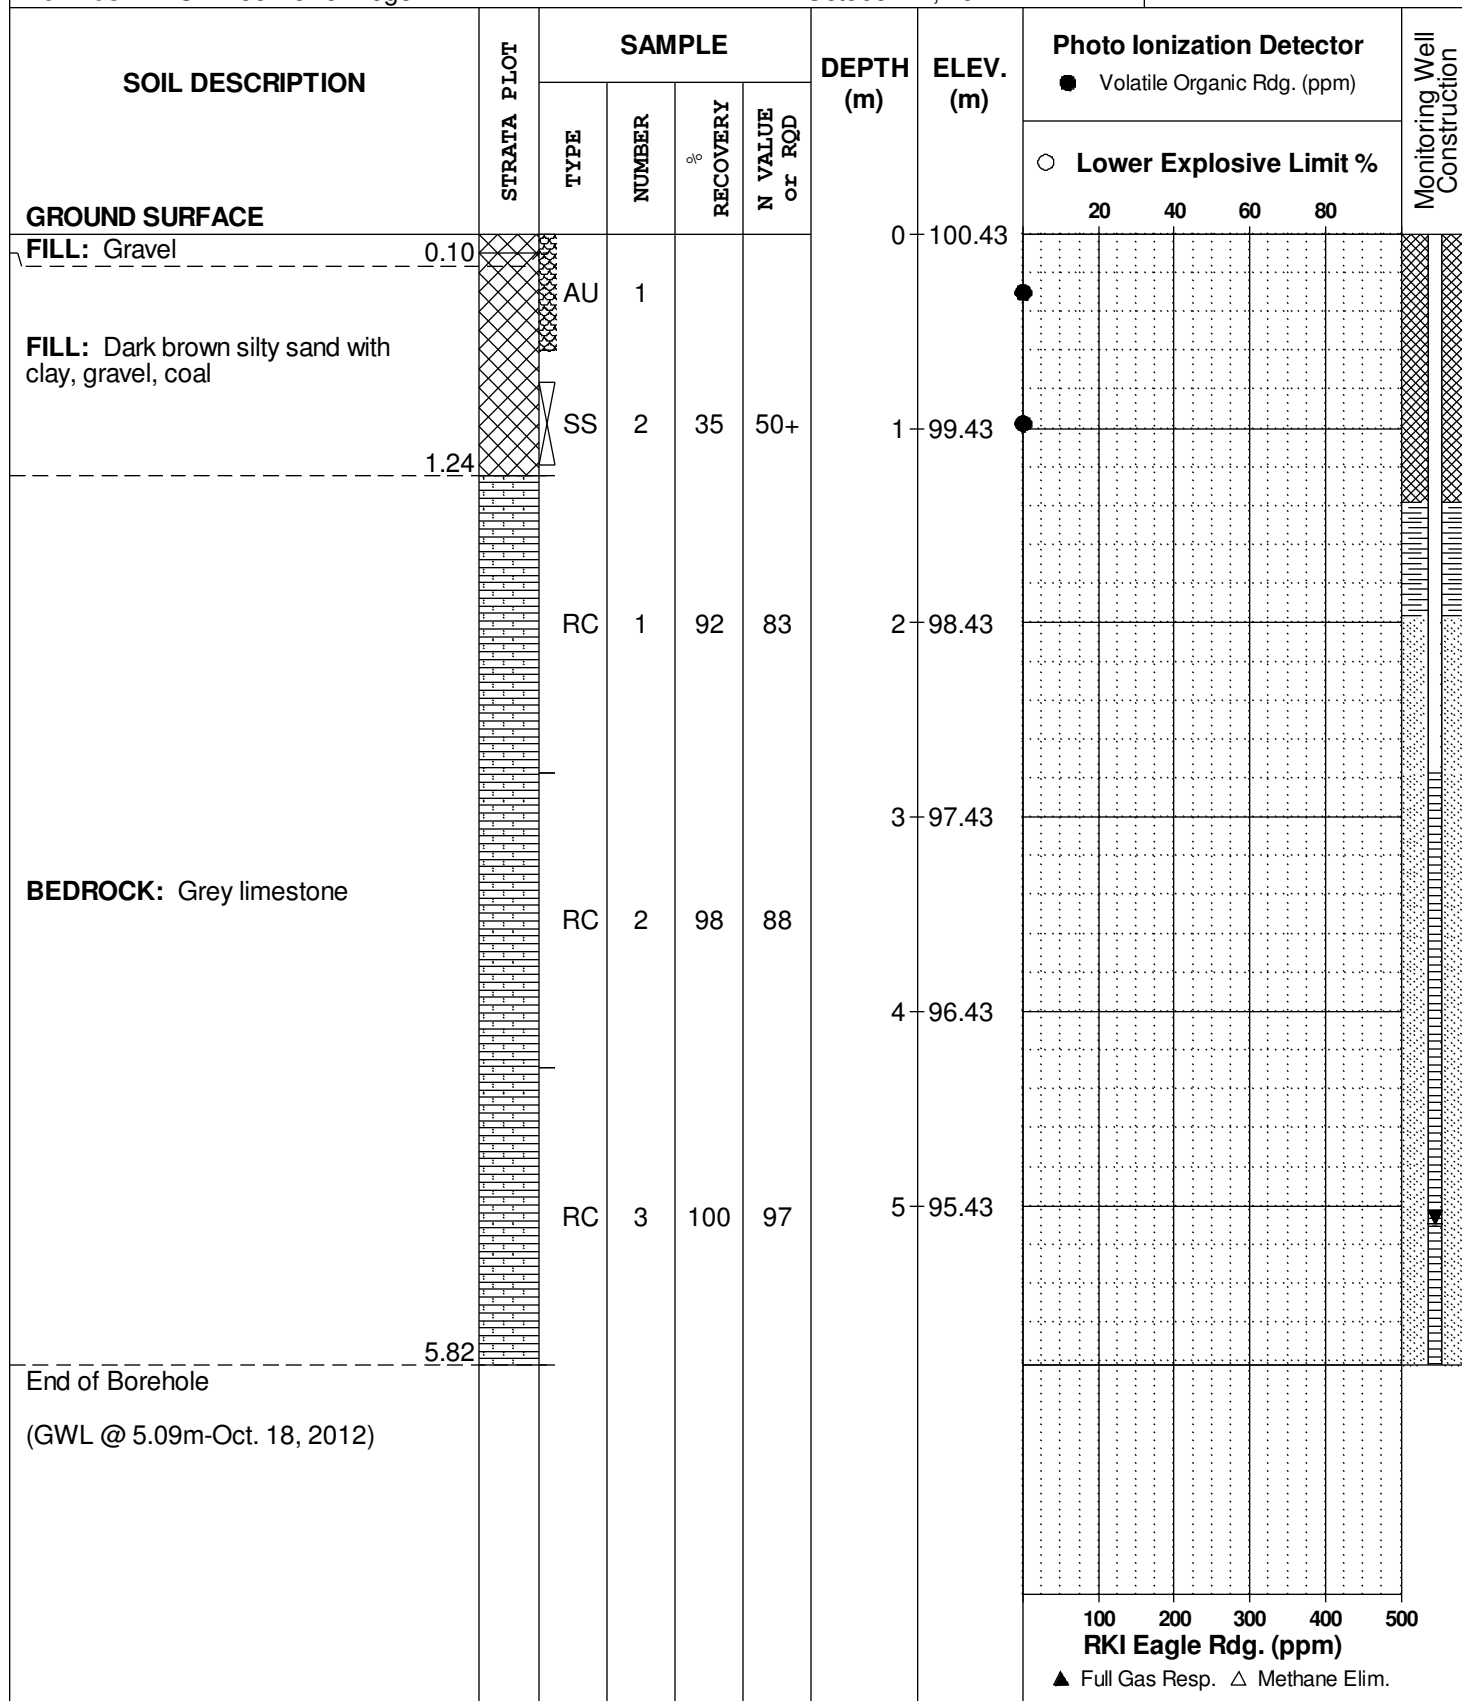 SOIL DESCRIPTION
GROUND SURFACE
STRATA PLOT
SAMPLE
TYPE
NUMBER
% RECOVERY
N VALUE or RQD
DEPTH
(m)
ELEV.
(m)
Photo Ionization Detector
● Volatile Organic Rdg. (ppm)
○ Lower Explosive Limit %
20 40 60 80
Monitoring Well
Construction
0 100.43
FILL: Gravel 0.10
AU 1
FILL: Dark brown silty sand with
clay, gravel, coal
SS 2 35 50+
1 99.43
1.24
RC 1 92 83
2 98.43
3 97.43
BEDROCK: Grey limestone
RC 2 98 88
4 96.43
RC 3 100 97
5 95.43
5.82
End of Borehole
(GWL @ 5.09m-Oct. 18, 2012)
100 200 300 400 500
RKI Eagle Rdg. (ppm)
▲ Full Gas Resp. △ Methane Elim.